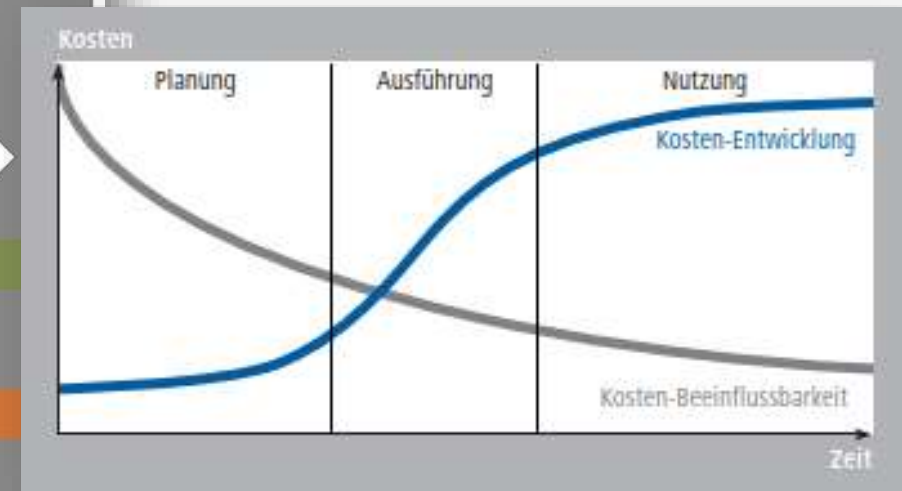 Kosten
Planung
Ausführung
Nutzung
Kosten-Entwicklung
Kosten-Beeinflussbarkeit
Zeit